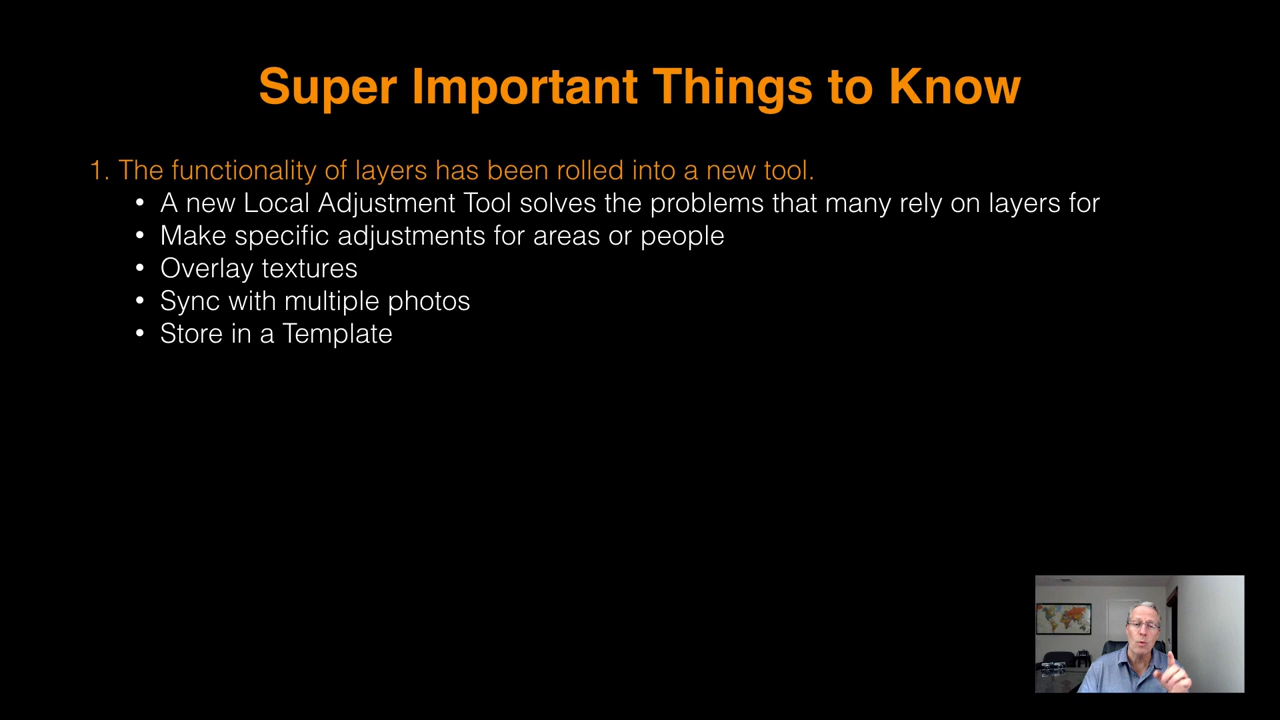 Super Important Things to Know
1. The functionality of layers has been rolled into a new tool.
• A new Local Adjustment Tool solves the problems that many rely on layers for
• Make specific adjustments for areas or people
• Overlay textures
• Sync with multiple photos
• Store in a Template